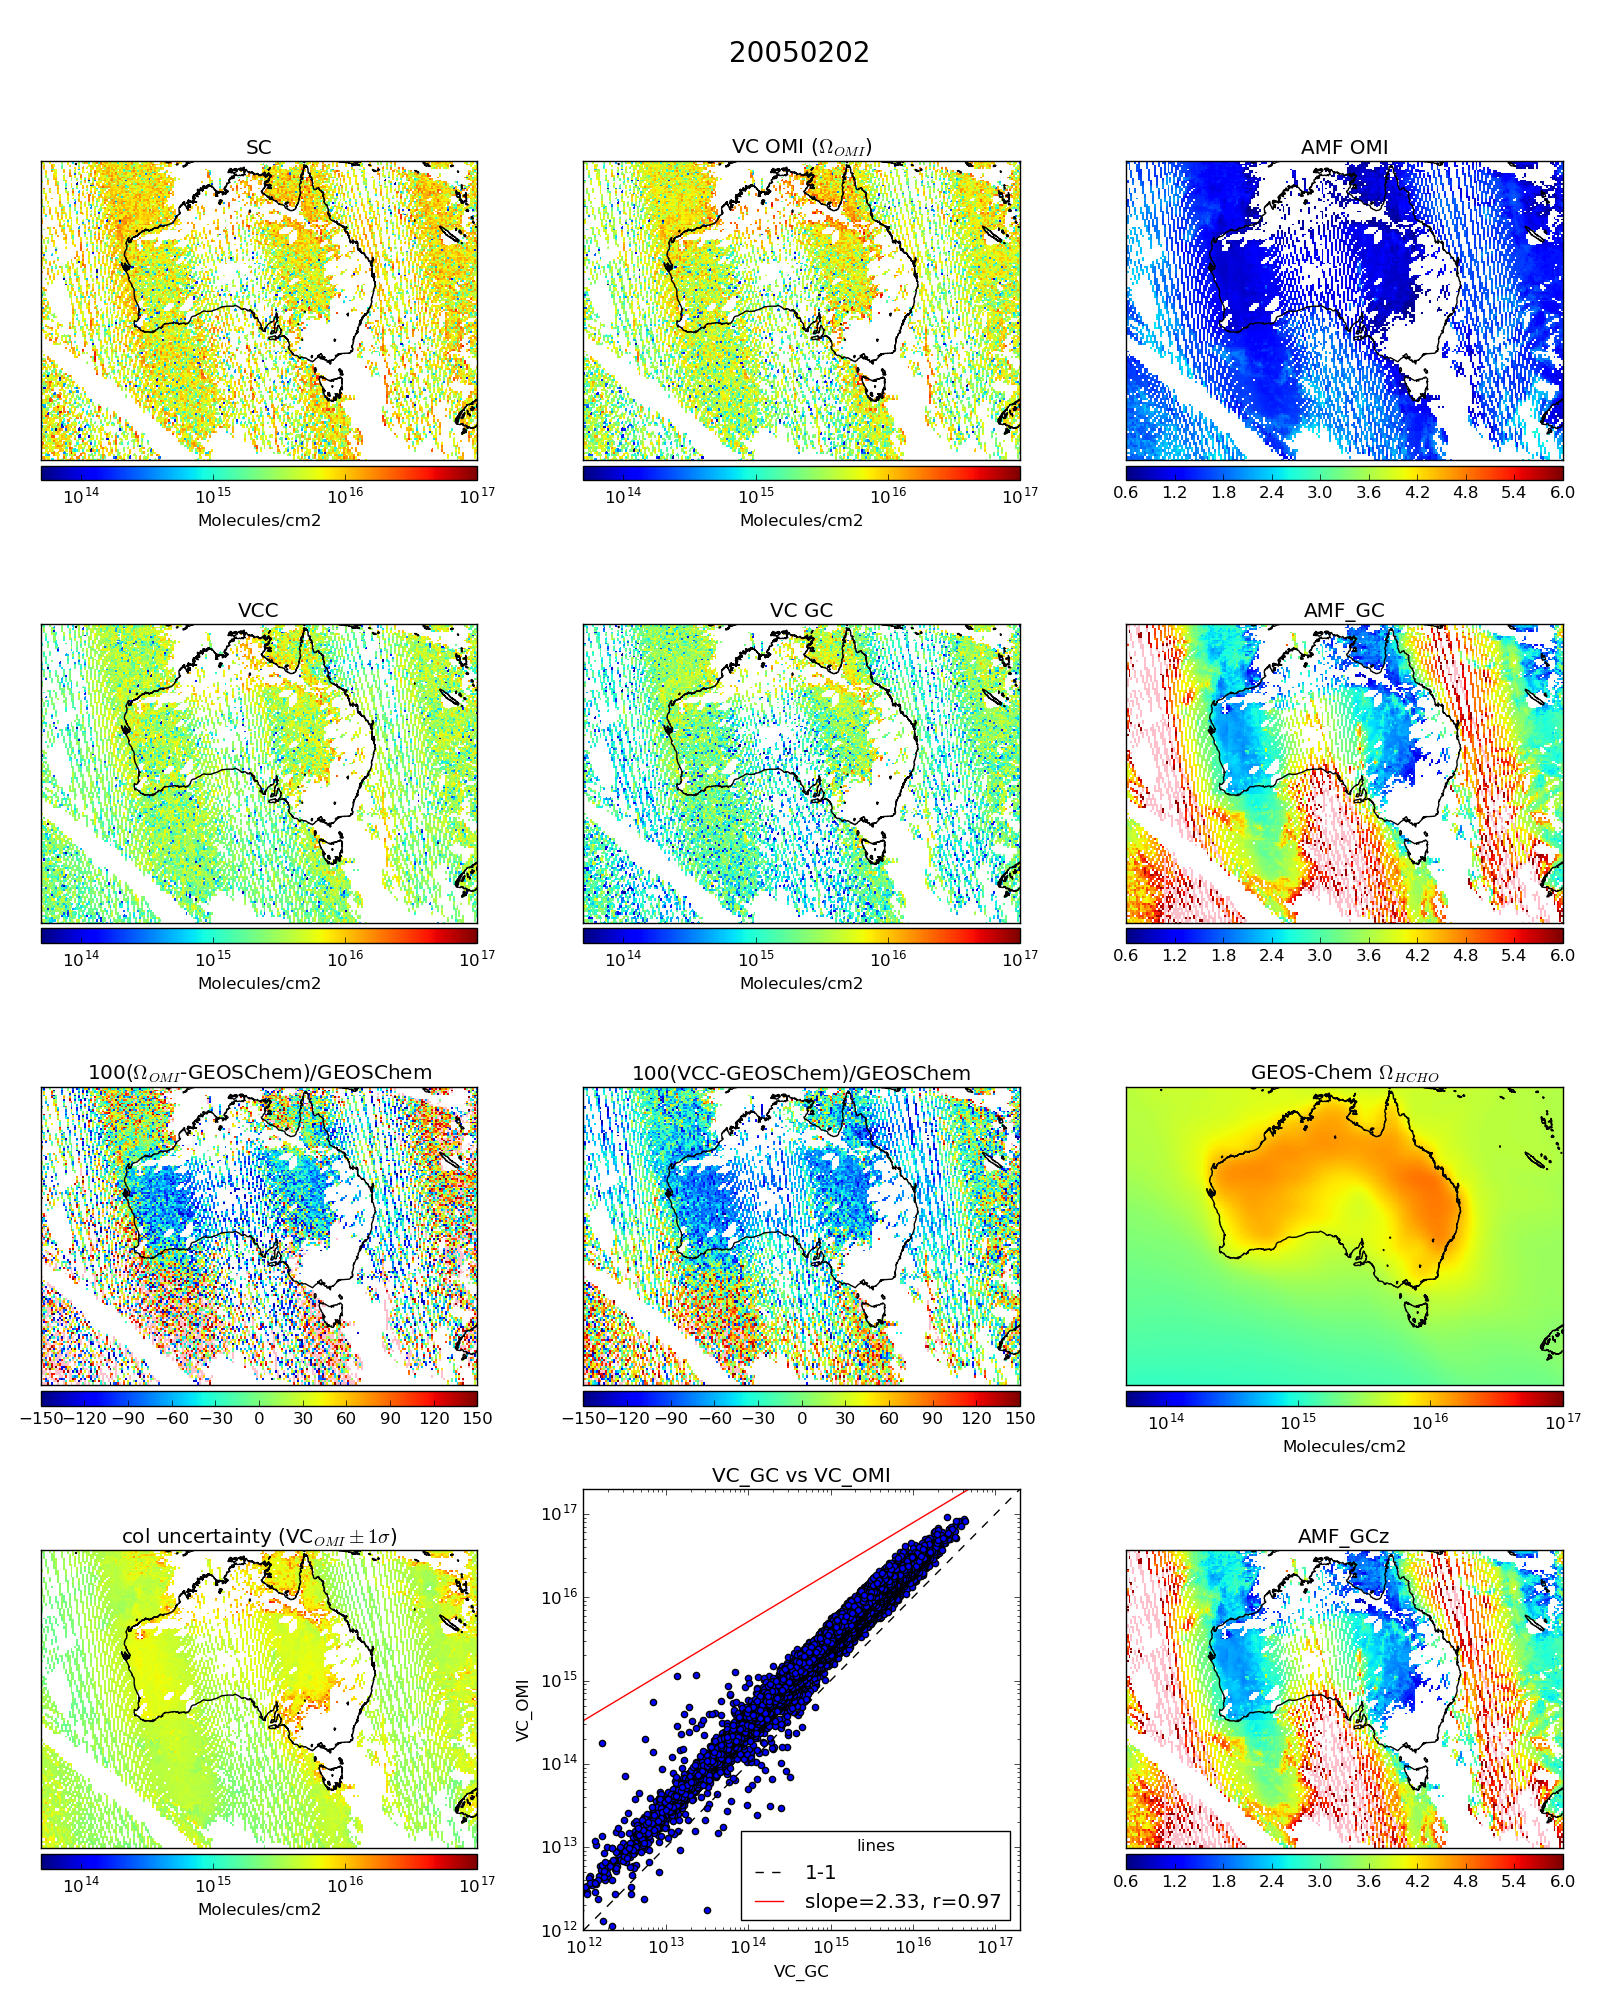 20050202
SC
VC OMI (Ω_OMI)
AMF OMI
10^14 10^15 10^16 10^17
Molecules/cm2
10^14 10^15 10^16 10^17
Molecules/cm2
0.6 1.2 1.8 2.4 3.0 3.6 4.2 4.8 5.4 6.0
VCC
VC GC
AMF_GC
10^14 10^15 10^16 10^17
Molecules/cm2
10^14 10^15 10^16 10^17
Molecules/cm2
0.6 1.2 1.8 2.4 3.0 3.6 4.2 4.8 5.4 6.0
100(Ω_OMI-GEOSChem)/GEOSChem
100(VCC-GEOSChem)/GEOSChem
GEOS-Chem Ω_HCHO
−150 −120 −90 −60 −30 0 30 60 90 120 150
−150 −120 −90 −60 −30 0 30 60 90 120 150
10^14 10^15 10^16 10^17
Molecules/cm2
col uncertainty (VC_OMI ± 1σ)
VC_GC vs VC_OMI
AMF_GCz
10^14 10^15 10^16 10^17
Molecules/cm2
10^17
10^16
10^15
10^14
10^13
10^12
VC_OMI
lines
1-1
slope=2.33, r=0.97
10^12 10^13 10^14 10^15 10^16 10^17
VC_GC
0.6 1.2 1.8 2.4 3.0 3.6 4.2 4.8 5.4 6.0